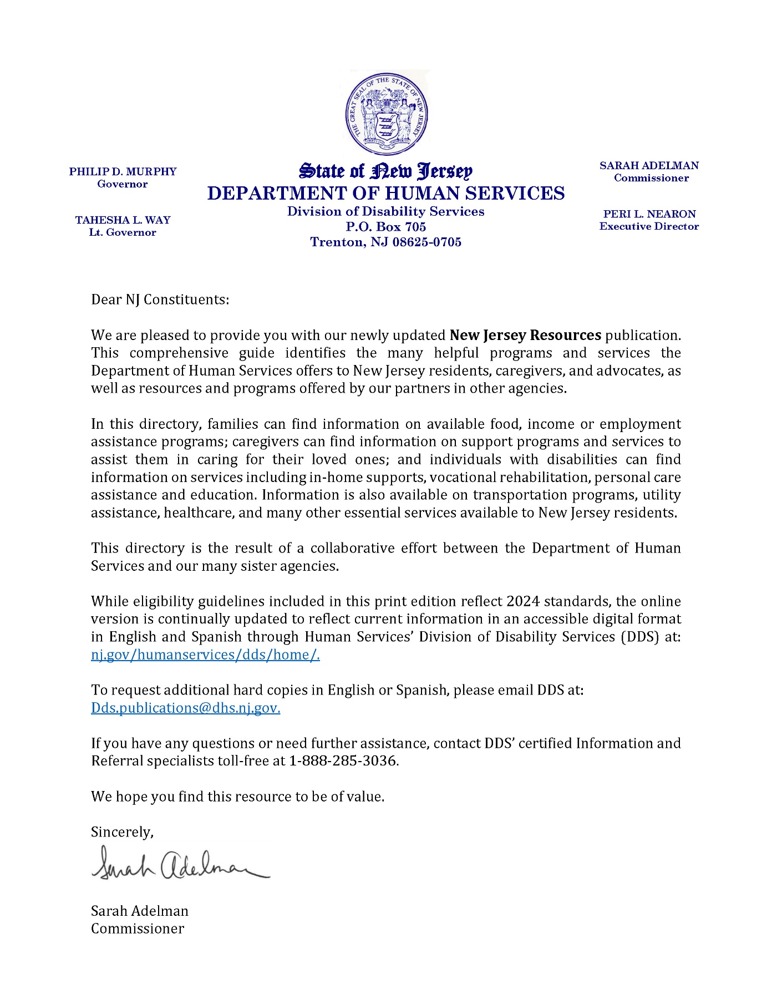 THE GREAT SEAL OF THE STATE OF NEW JERSEY
LIBERTY AND PROSPERITY
1776
PHILIP D. MURPHY
Governor
TAHESHA L. WAY
Lt. Governor
State of New Jersey
DEPARTMENT OF HUMAN SERVICES
Division of Disability Services
P.O. Box 705
Trenton, NJ 08625-0705
SARAH ADELMAN
Commissioner
PERI L. NEARON
Executive Director
Dear NJ Constituents:
We are pleased to provide you with our newly updated New Jersey Resources publication.
This comprehensive guide identifies the many helpful programs and services the
Department of Human Services offers to New Jersey residents, caregivers, and advocates, as
well as resources and programs offered by our partners in other agencies.
In this directory, families can find information on available food, income or employment
assistance programs; caregivers can find information on support programs and services to
assist them in caring for their loved ones; and individuals with disabilities can find
information on services including in-home supports, vocational rehabilitation, personal care
assistance and education. Information is also available on transportation programs, utility
assistance, healthcare, and many other essential services available to New Jersey residents.
This directory is the result of a collaborative effort between the Department of Human
Services and our many sister agencies.
While eligibility guidelines included in this print edition reflect 2024 standards, the online
version is continually updated to reflect current information in an accessible digital format
in English and Spanish through Human Services’ Division of Disability Services (DDS) at:
nj.gov/humanservices/dds/home/.
To request additional hard copies in English or Spanish, please email DDS at:
Dds.publications@dhs.nj.gov.
If you have any questions or need further assistance, contact DDS’ certified Information and
Referral specialists toll-free at 1-888-285-3036.
We hope you find this resource to be of value.
Sincerely,
Sarah Adelman
Sarah Adelman
Commissioner